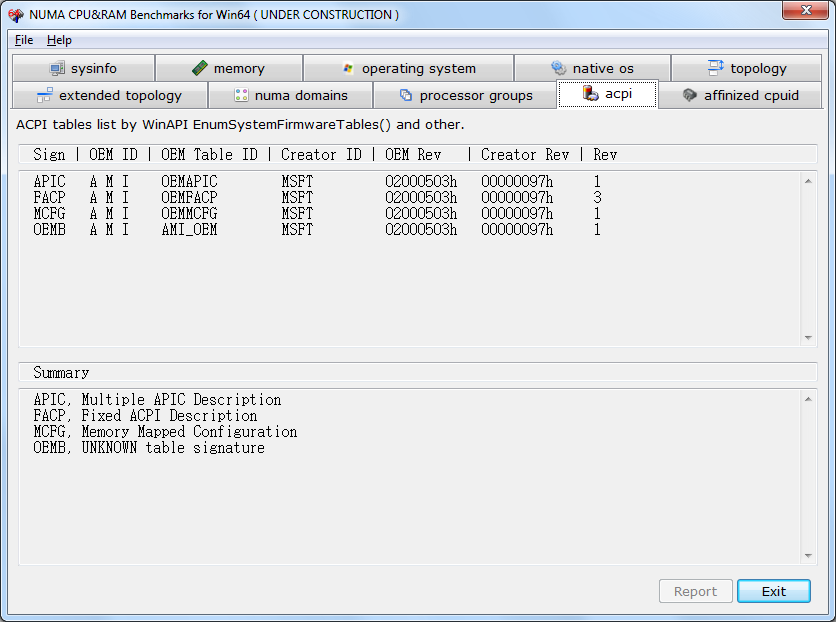 NUMA CPU&RAM Benchmarks for Win64 ( UNDER CONSTRUCTION )
File Help
sysinfo memory operating system native os topology
extended topology numa domains processor groups acpi affinized cpuid
ACPI tables list by WinAPI EnumSystemFirmwareTables() and other.
Sign | OEM ID | OEM Table ID | Creator ID | OEM Rev | Creator Rev | Rev
APIC A M I OEMAPIC MSFT 02000503h 00000097h 1
FACP A M I OEMFACP MSFT 02000503h 00000097h 3
MCFG A M I OEMMCFG MSFT 02000503h 00000097h 1
OEMB A M I AMI_OEM MSFT 02000503h 00000097h 1
Summary
APIC, Multiple APIC Description
FACP, Fixed ACPI Description
MCFG, Memory Mapped Configuration
OEMB, UNKNOWN table signature
Report Exit